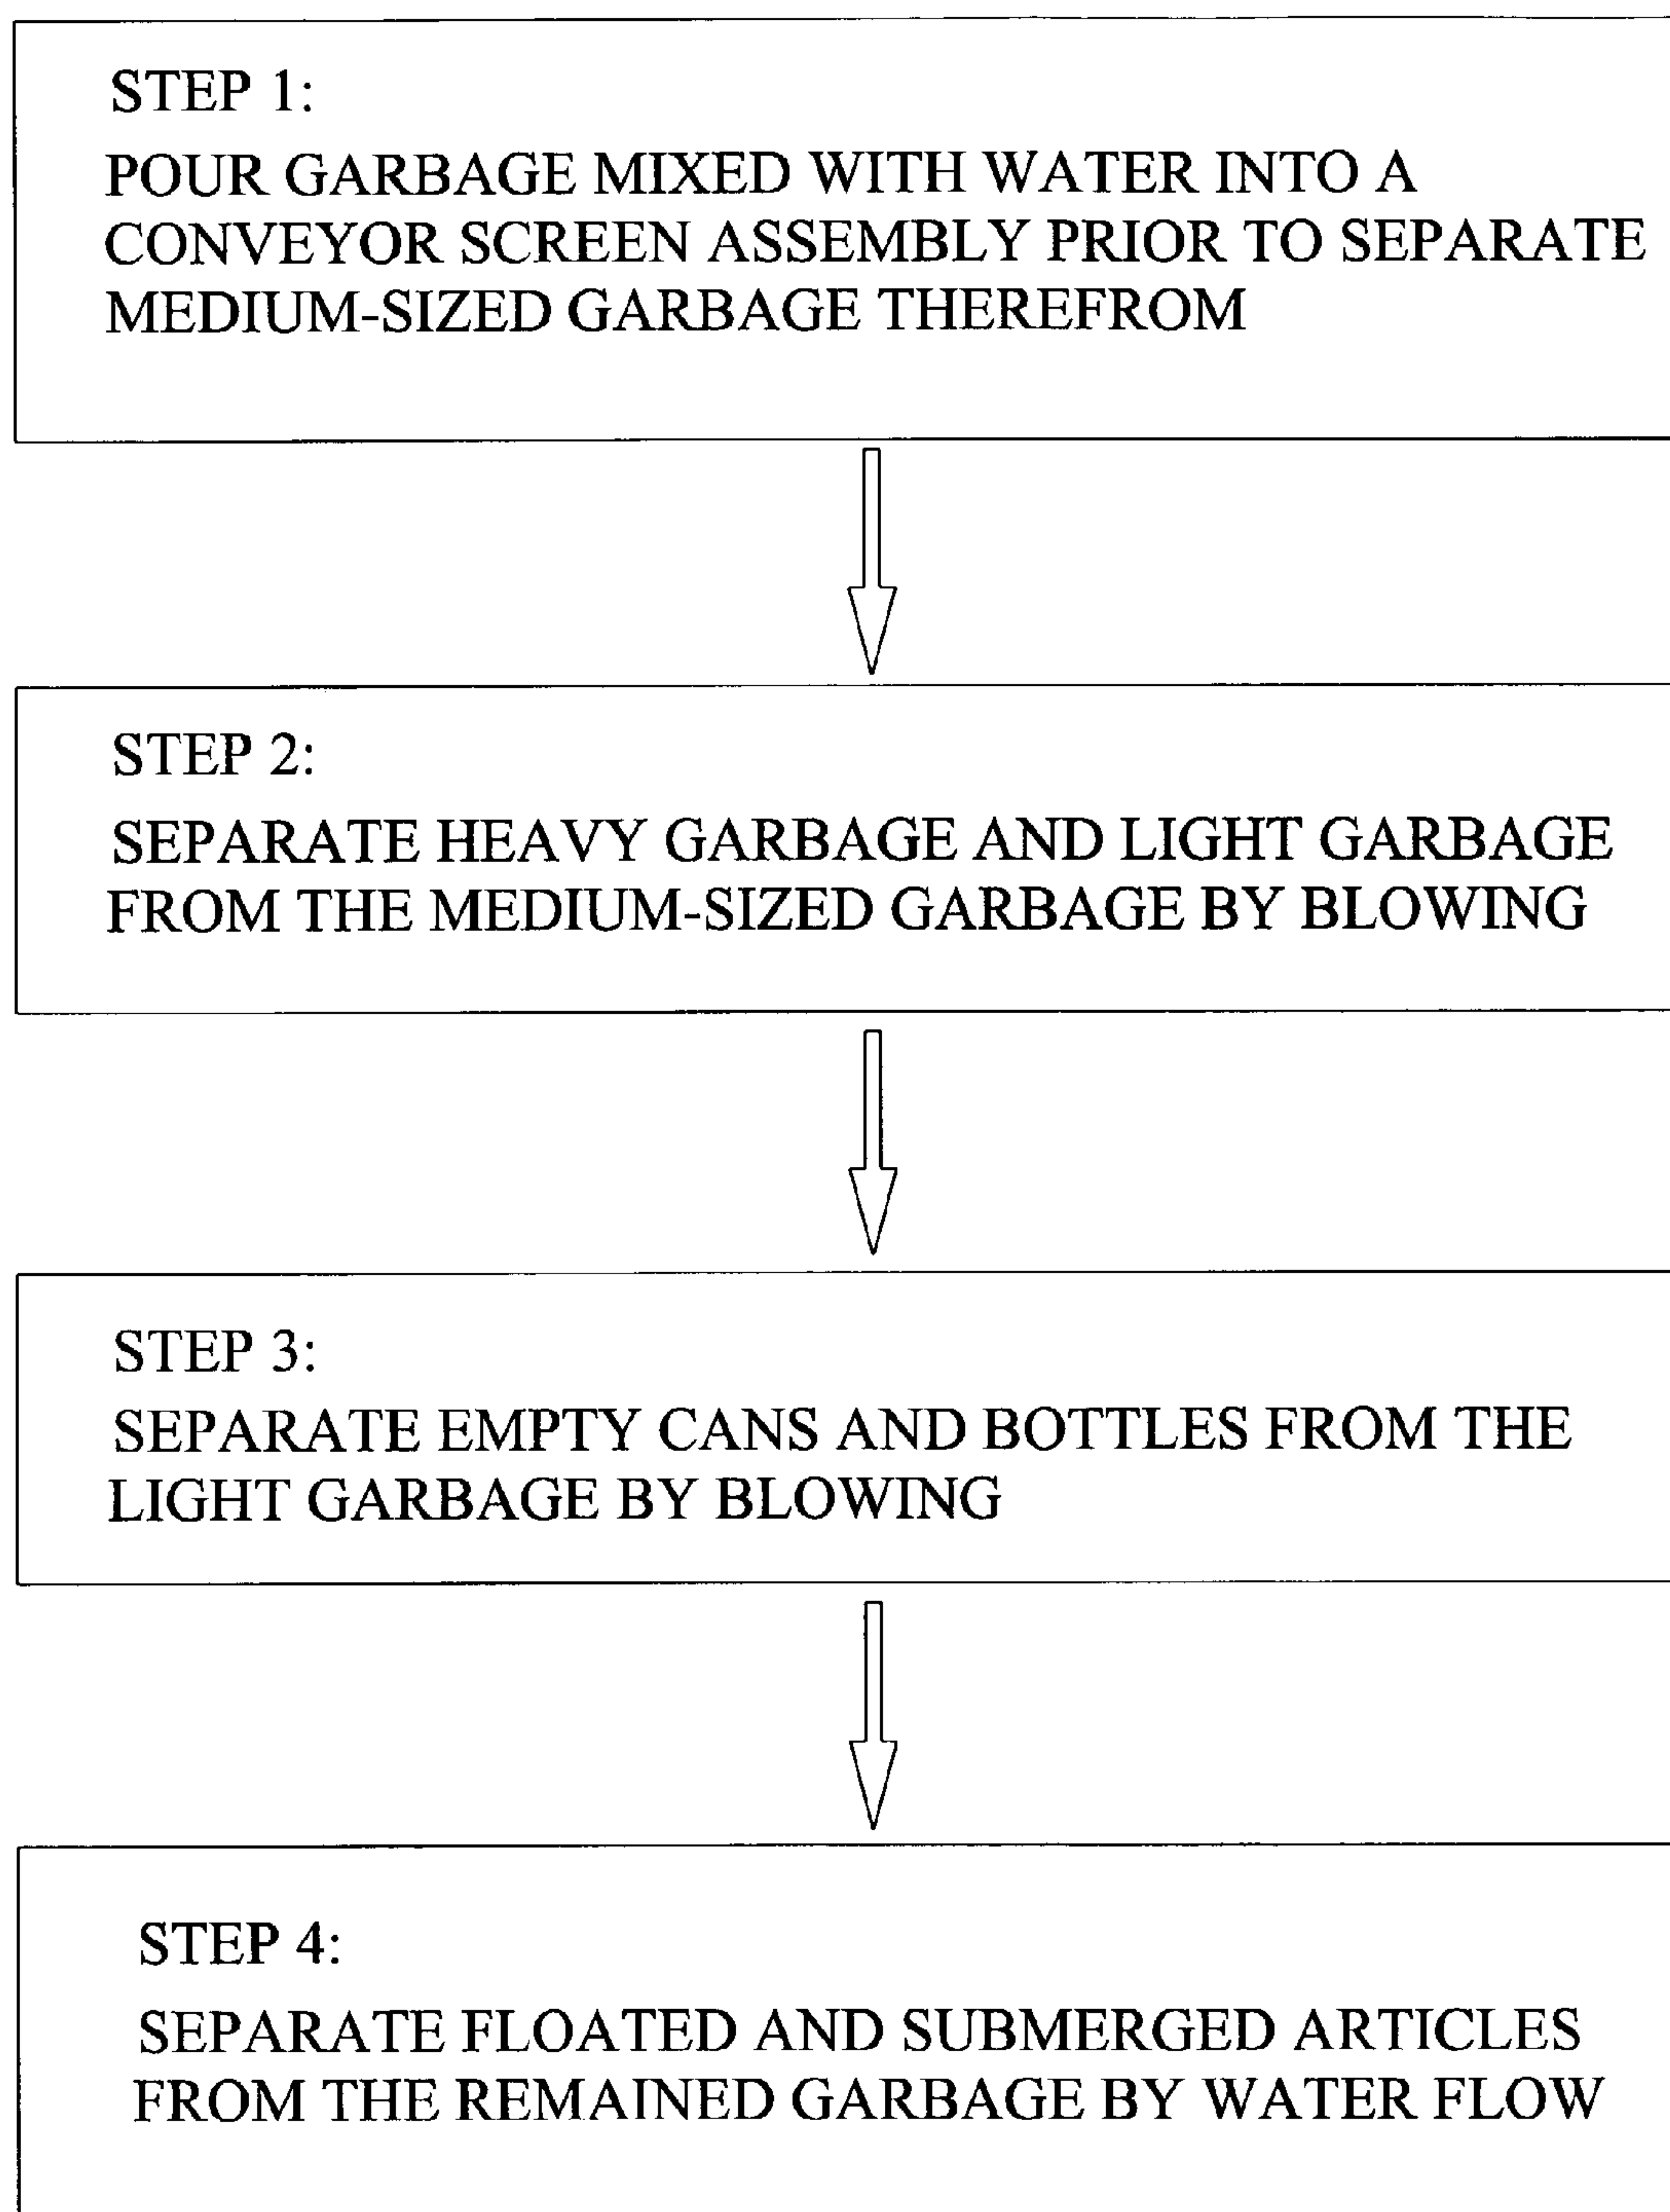 STEP 1:
POUR GARBAGE MIXED WITH WATER INTO A
CONVEYOR SCREEN ASSEMBLY PRIOR TO SEPARATE
MEDIUM-SIZED GARBAGE THEREFROM
STEP 2:
SEPARATE HEAVY GARBAGE AND LIGHT GARBAGE
FROM THE MEDIUM-SIZED GARBAGE BY BLOWING
STEP 3:
SEPARATE EMPTY CANS AND BOTTLES FROM THE
LIGHT GARBAGE BY BLOWING
STEP 4:
SEPARATE FLOATED AND SUBMERGED ARTICLES
FROM THE REMAINED GARBAGE BY WATER FLOW